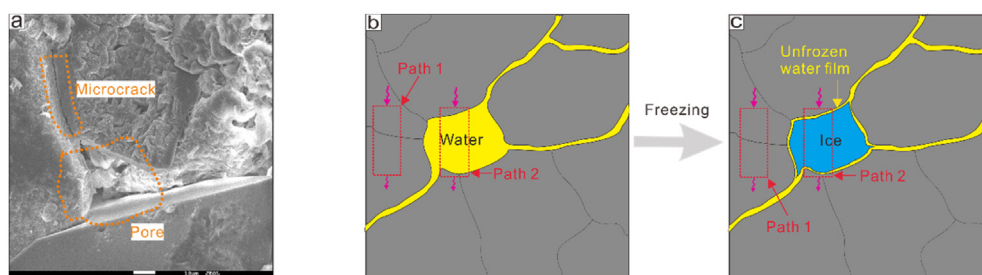 a
Microcrack
Pore
b
Path 1
Water
Path 2
Freezing
c
Unfrozen
water film
Ice
Path 2
Path 1